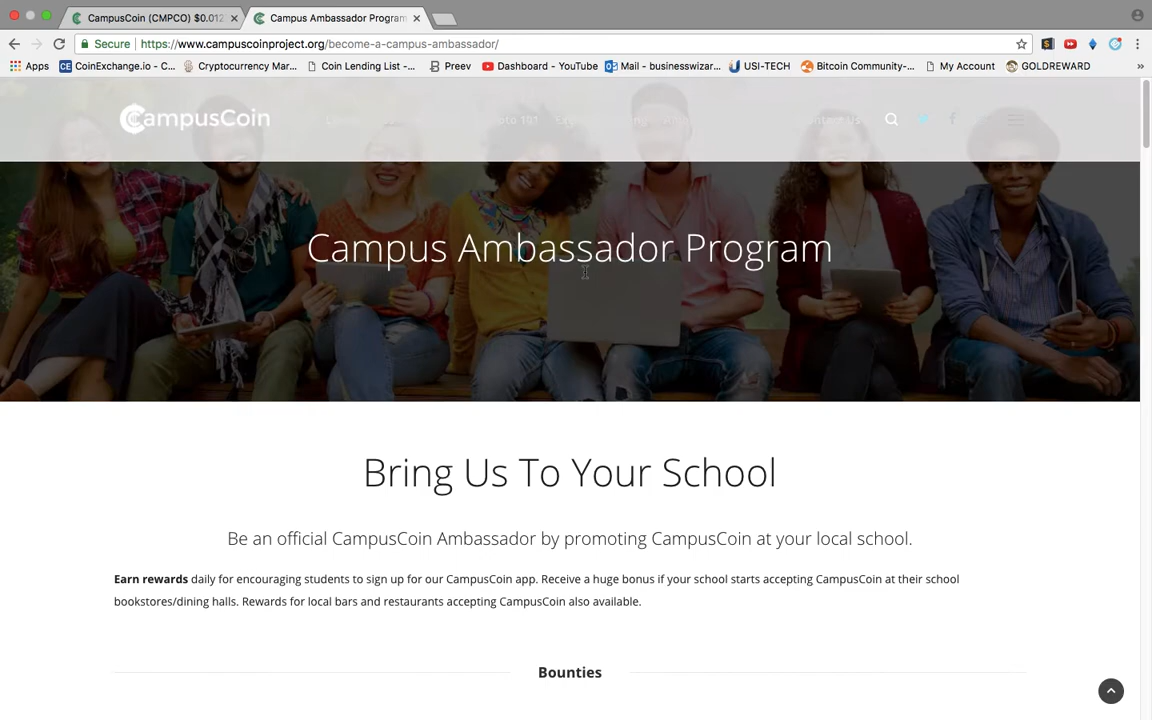 CampusCoin (CMPCO) $0.012
Campus Ambassador Program
Secure https://www.campuscoinproject.org/become-a-campus-ambassador/
Apps CoinExchange.io - C... Cryptocurrency Mar... Coin Lending List -... Preev Dashboard - YouTube Mail - businesswizar... USI-TECH Bitcoin Community-... My Account GOLDREWARD »
CampusCoin
Campus Ambassador Program
Bring Us To Your School
Be an official CampusCoin Ambassador by promoting CampusCoin at your local school.
Earn rewards daily for encouraging students to sign up for our CampusCoin app. Receive a huge bonus if your school starts accepting CampusCoin at their school
bookstores/dining halls. Rewards for local bars and restaurants accepting CampusCoin also available.
Bounties